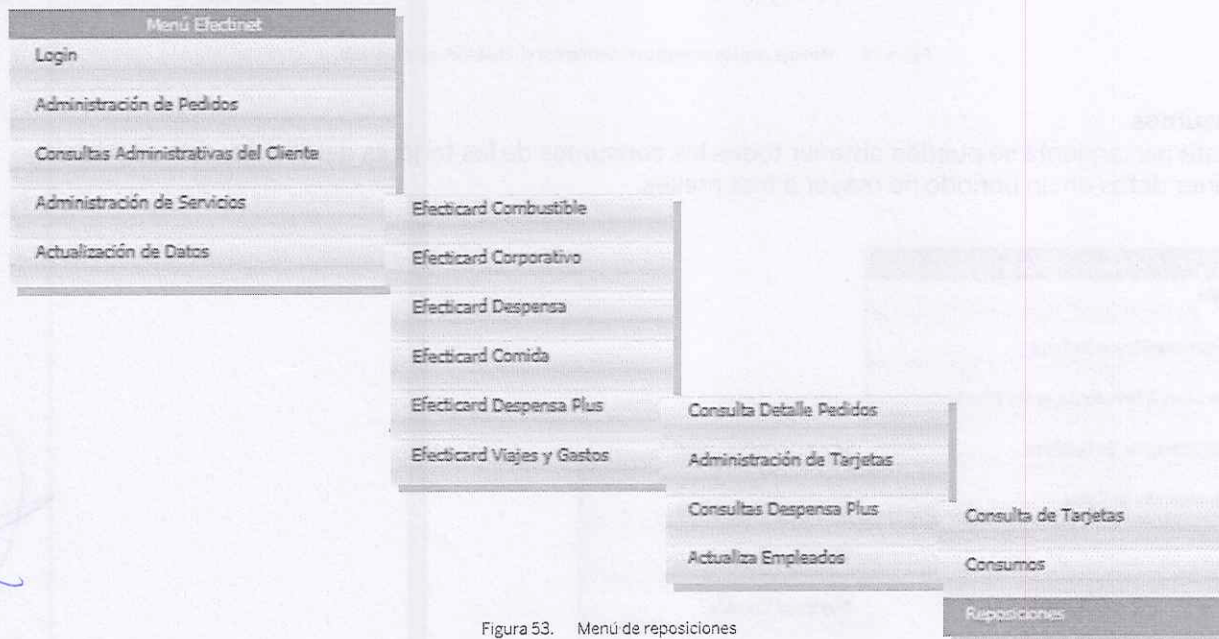 Menú Efectinet
Login
Administración de Pedidos
Consultas Administrativas del Cliente
Administración de Servicios
Actualización de Datos
Efecticard Combustible
Efecticard Corporativo
Efecticard Despensa
Efecticard Comida
Efecticard Despensa Plus
Efecticard Viajes y Gastos
Consulta Detalle Pedidos
Administración de Tarjetas
Consultas Despensa Plus
Actualiza Empleados
Consulta de Tarjetas
Consumos
Reposiciones
Figura 53. Menú de reposiciones